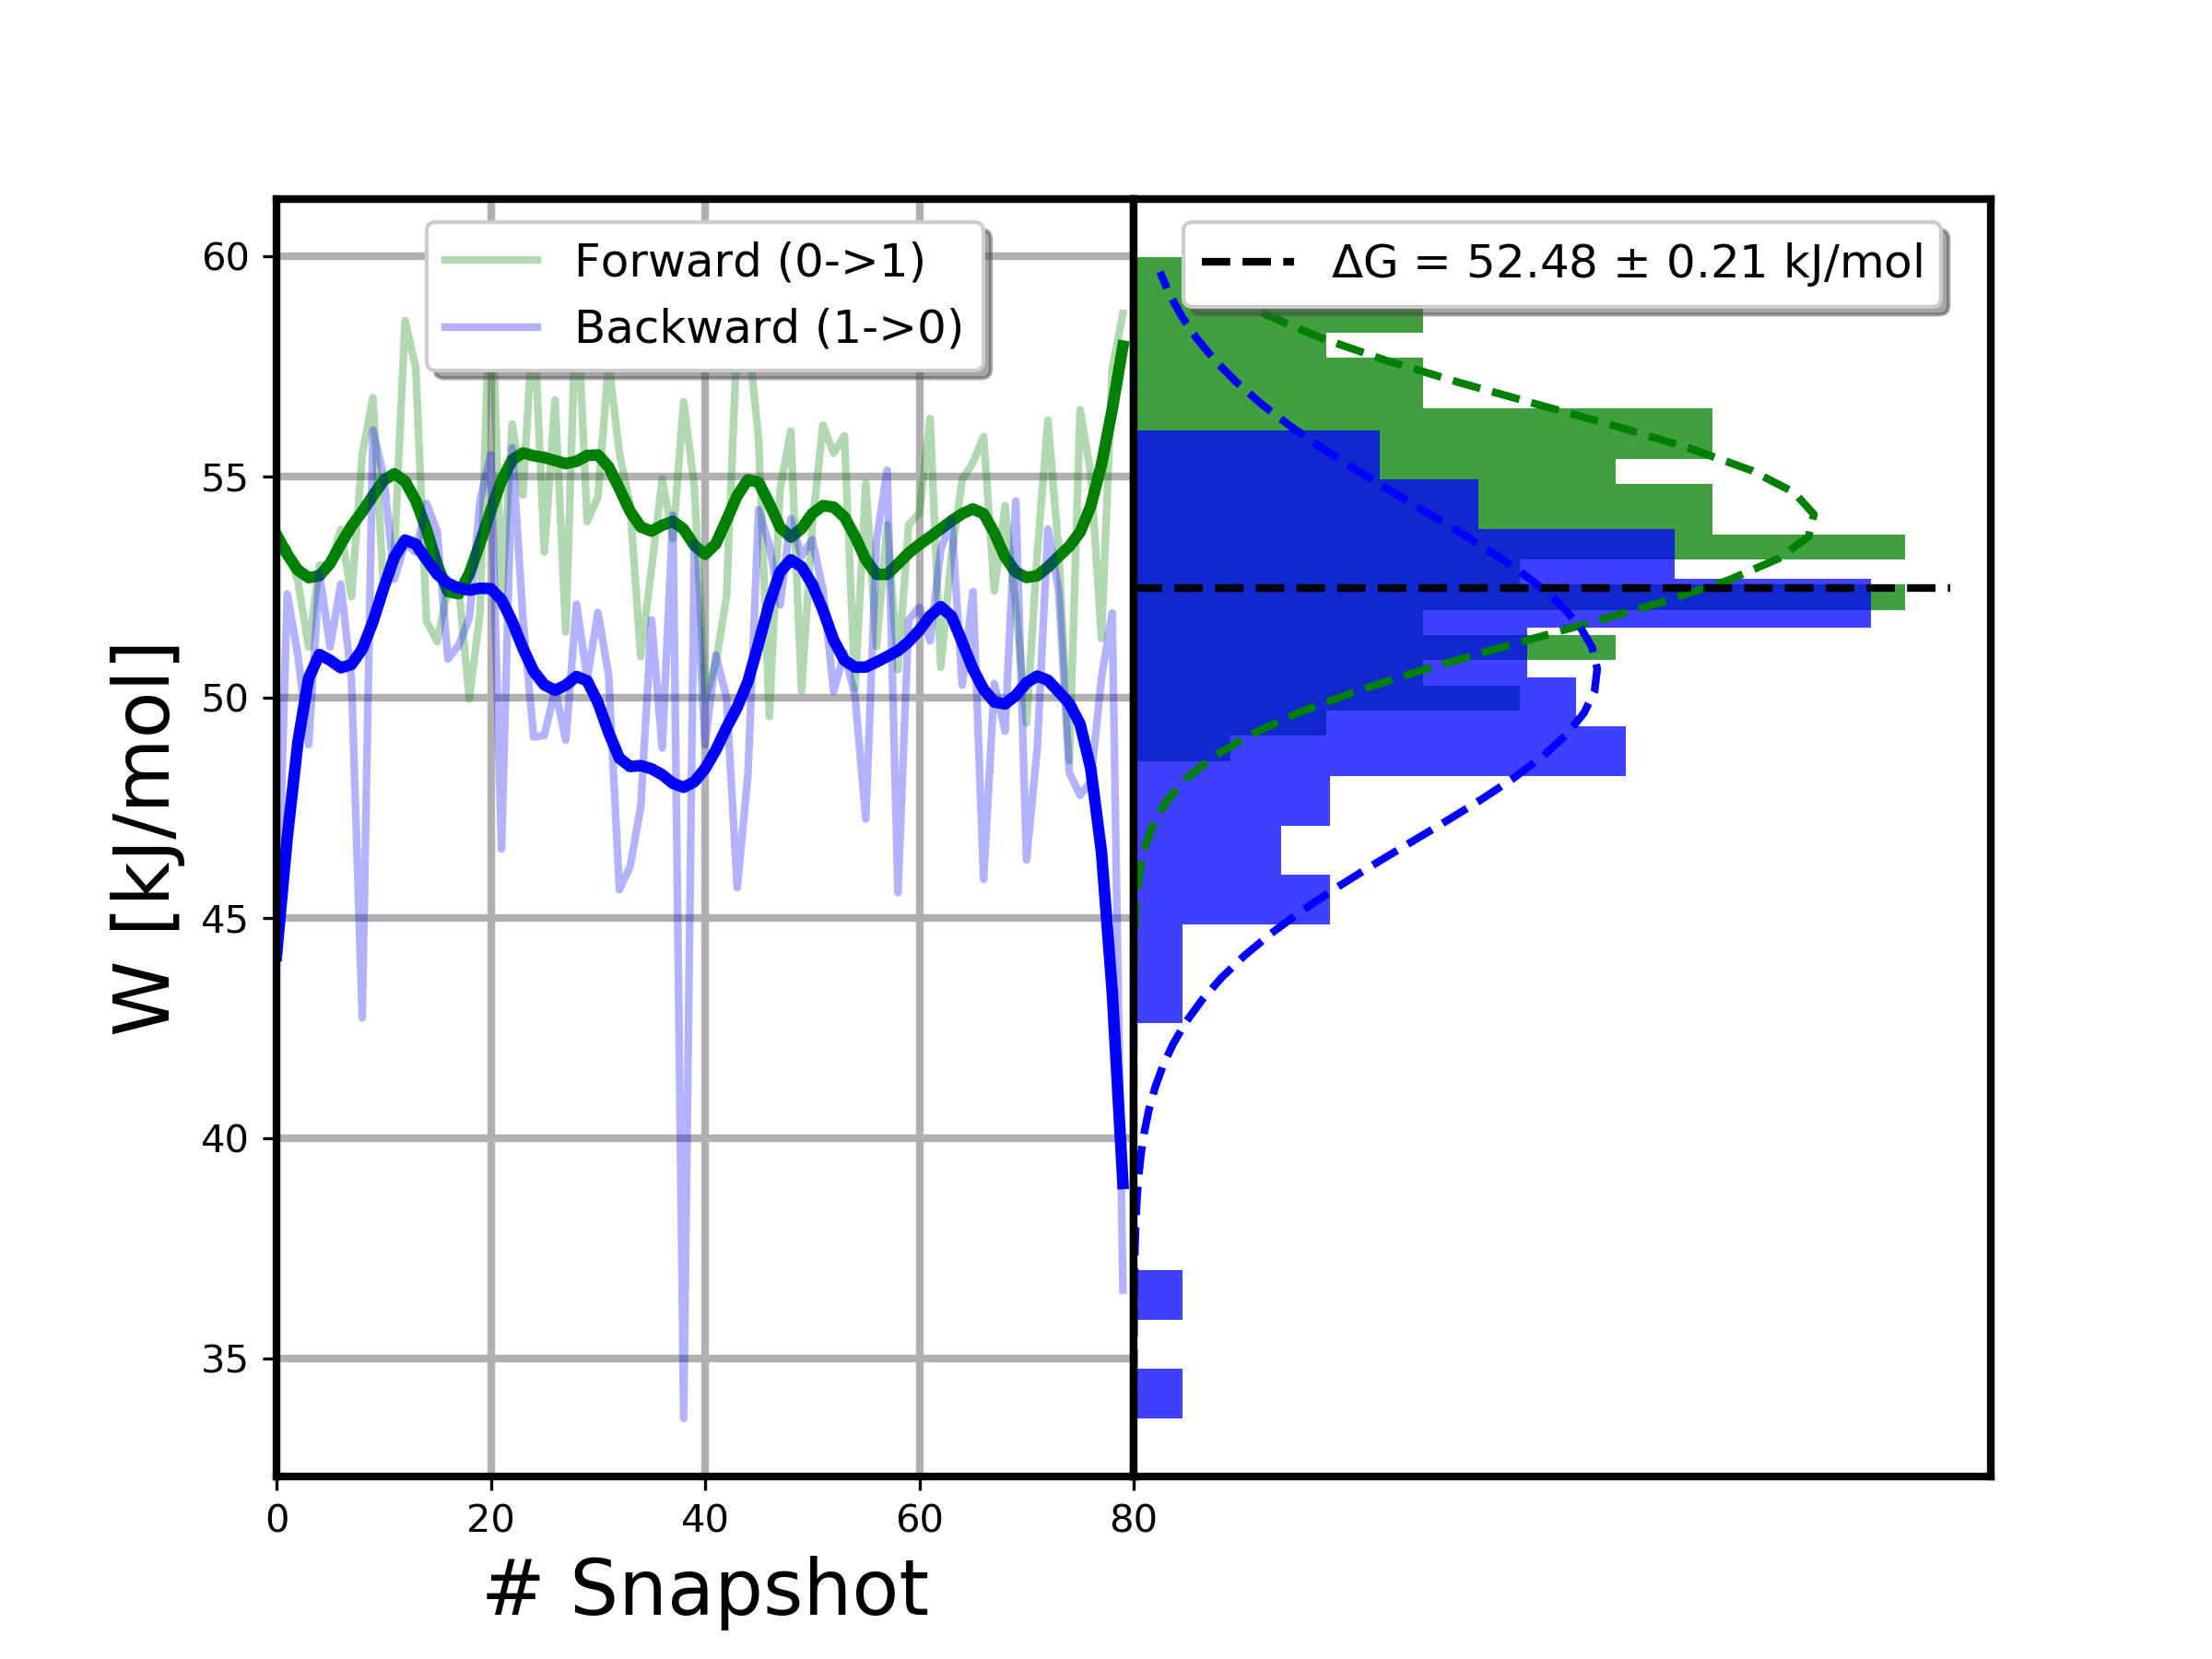 Forward (0->1)
Backward (1->0)
ΔG = 52.48 ± 0.21 kJ/mol
W [kJ/mol]
60
55
50
45
40
35
0 20 40 60 80
# Snapshot